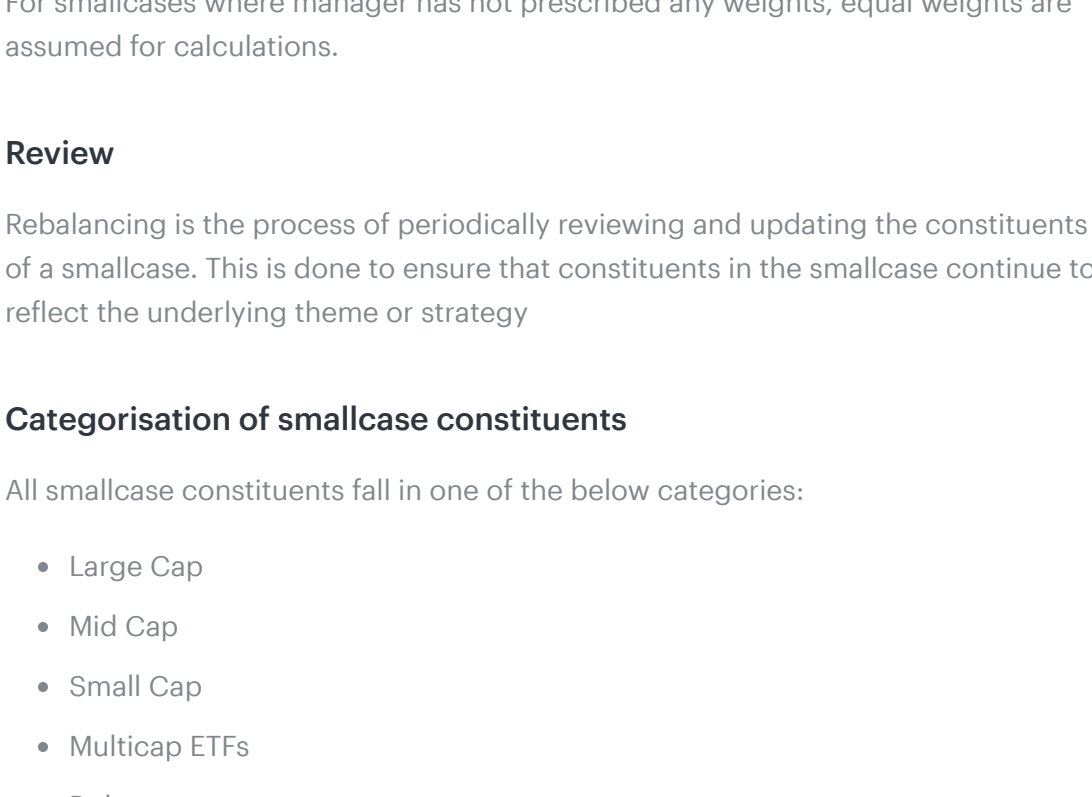 For smallcases where manager has not prescribed any weights, equal weights are
assumed for calculations.
Review
Rebalancing is the process of periodically reviewing and updating the constituents
of a smallcase. This is done to ensure that constituents in the smallcase continue to
reflect the underlying theme or strategy
Categorisation of smallcase constituents
All smallcase constituents fall in one of the below categories:
• Large Cap
• Mid Cap
• Small Cap
• Multicap ETFs